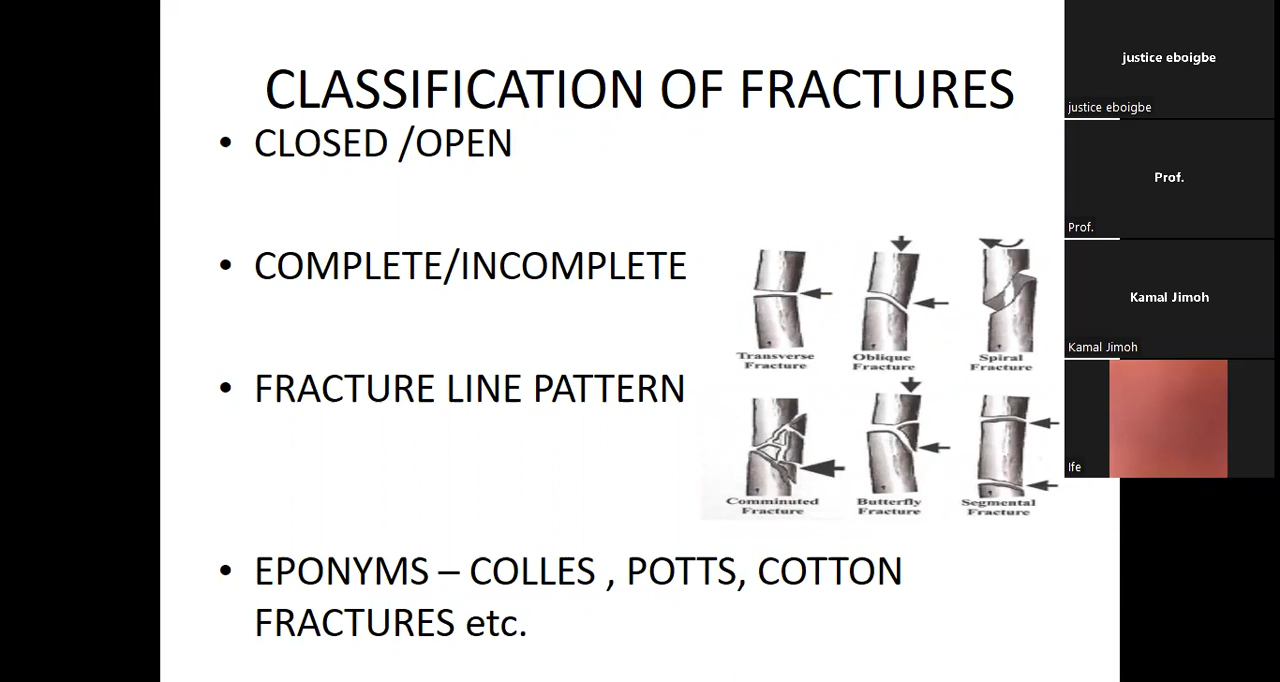 CLASSIFICATION OF FRACTURES
• CLOSED /OPEN
• COMPLETE/INCOMPLETE
• FRACTURE LINE PATTERN
Transverse
Fracture
Oblique
Fracture
Spiral
Fracture
Comminuted
Fracture
Butterfly
Fracture
Segmental
Fracture
• EPONYMS – COLLES , POTTS, COTTON
FRACTURES etc.
justice eboigbe
justice eboigbe
Prof.
Prof.
Kamal Jimoh
Kamal Jimoh
Ife